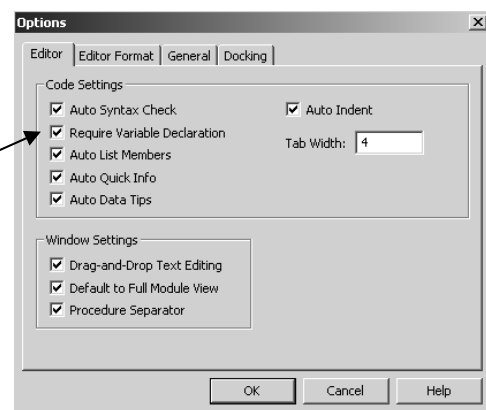 Options
Editor
Editor Format
General
Docking
Code Settings
Auto Syntax Check
Require Variable Declaration
Auto List Members
Auto Quick Info
Auto Data Tips
Auto Indent
Tab Width: 4
Window Settings
Drag-and-Drop Text Editing
Default to Full Module View
Procedure Separator
OK
Cancel
Help